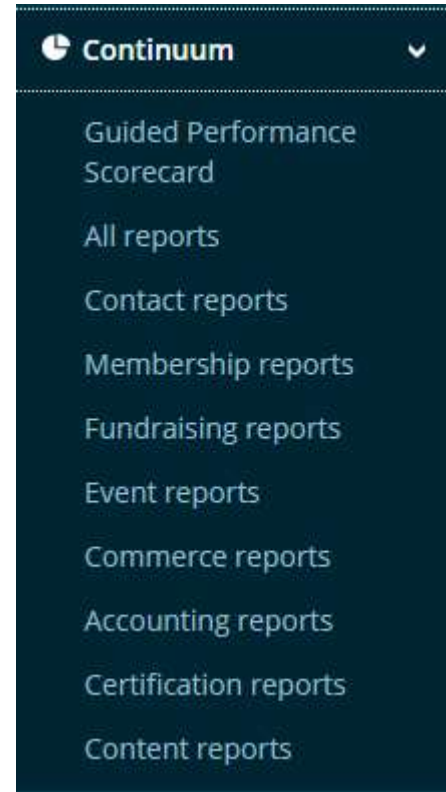 Continuum
Guided Performance
Scorecard
All reports
Contact reports
Membership reports
Fundraising reports
Event reports
Commerce reports
Accounting reports
Certification reports
Content reports